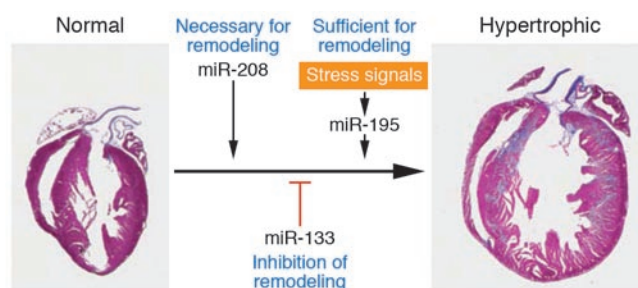 Normal
Necessary for
remodeling
miR-208
Sufficient for
remodeling
Stress signals
miR-195
Hypertrophic
miR-133
Inhibition of
remodeling